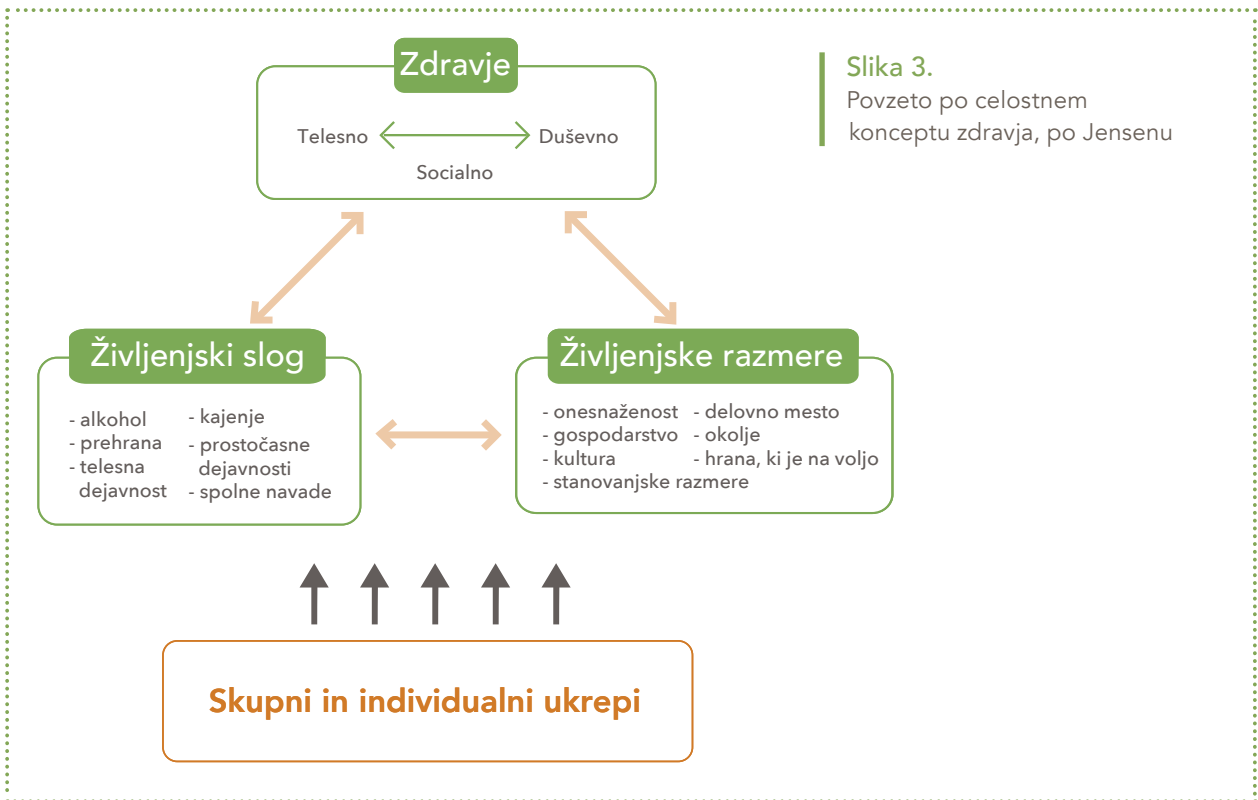 Zdravje
Telesno
Duševno
Socialno
Slika 3.
Povzeto po celostnem
konceptu zdravja, po Jensenu
Življenjski slog
- alkohol
- prehrana
- telesna
dejavnost
- kajenje
- prostočasne
dejavnosti
- spolne navade
Življenjske razmere
- onesnaženost
- gospodarstvo
- kultura
- stanovanjske razmere
- delovno mesto
- okolje
- hrana, ki je na voljo
Skupni in individualni ukrepi